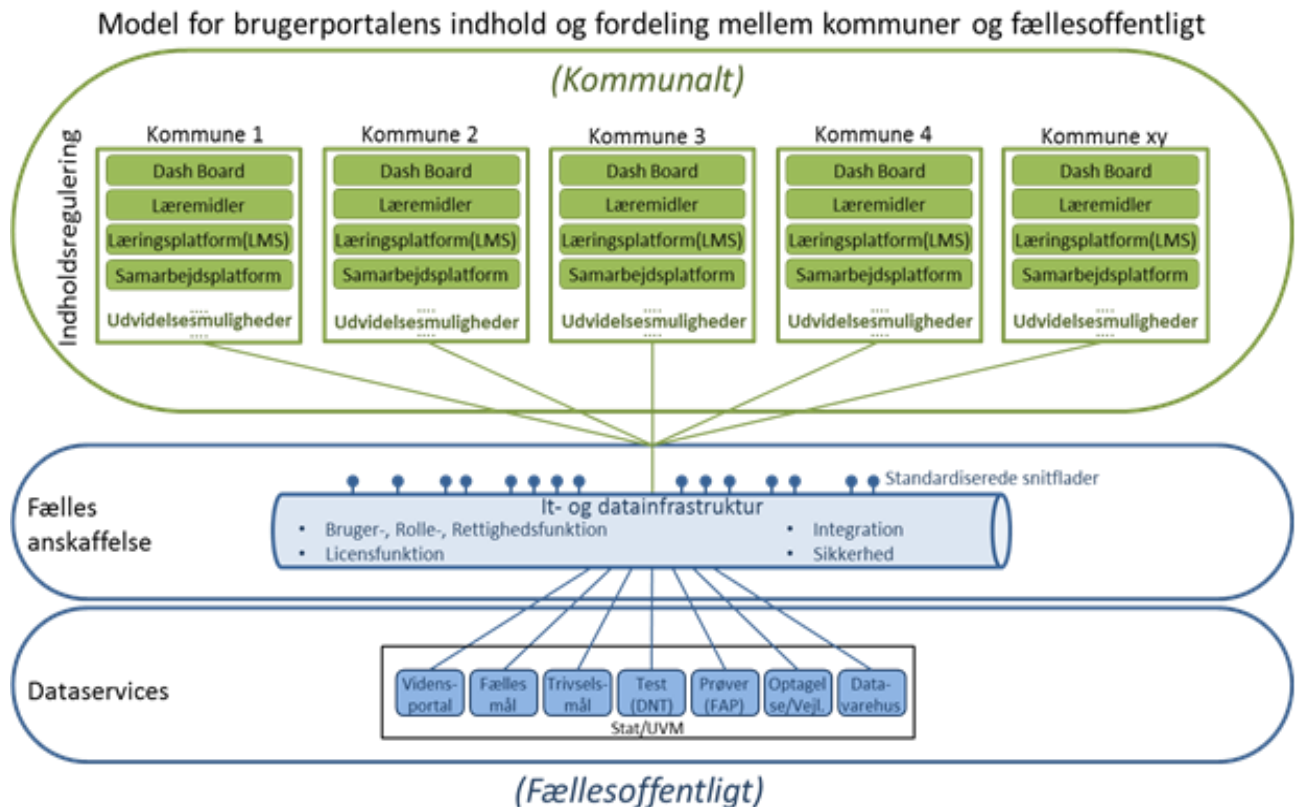 Model for brugerportalens indhold og fordeling mellem kommuner og fællesoffentligt
(Kommunalt)
Indholdsregulering
Kommune 1
Dash Board
Læremidler
Læringsplatform(LMS)
Samarbejdsplatform
....
Udvidelsesmuligheder
....
Kommune 2
Dash Board
Læremidler
Læringsplatform(LMS)
Samarbejdsplatform
....
Udvidelsesmuligheder
....
Kommune 3
Dash Board
Læremidler
Læringsplatform(LMS)
Samarbejdsplatform
....
Udvidelsesmuligheder
....
Kommune 4
Dash Board
Læremidler
Læringsplatform(LMS)
Samarbejdsplatform
....
Udvidelsesmuligheder
....
Kommune xy
Dash Board
Læremidler
Læringsplatform(LMS)
Samarbejdsplatform
....
Udvidelsesmuligheder
....
Fælles
anskaffelse
Standardiserede snitflader
It- og datainfrastruktur
• Bruger-, Rolle-, Rettighedsfunktion
• Licensfunktion
• Integration
• Sikkerhed
Dataservices
Videns-
portal
Fælles
mål
Trivsels-
mål
Test
(DNT)
Prøver
(FAP)
Optagel
se/Vejl.
Data-
varehus
Stat/UVM
(Fællesoffentligt)